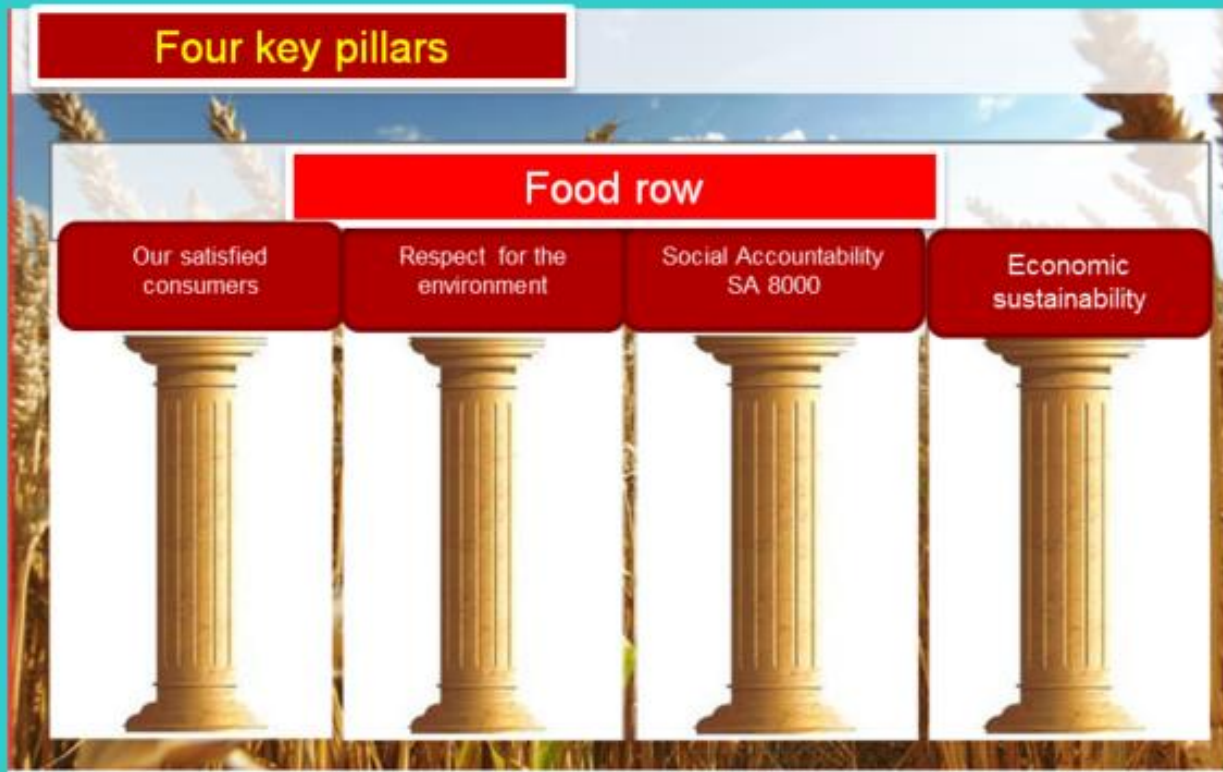 Four key pillars
Food row
Our satisfied
consumers
Respect for the
environment
Social Accountability
SA 8000
Economic
sustainability